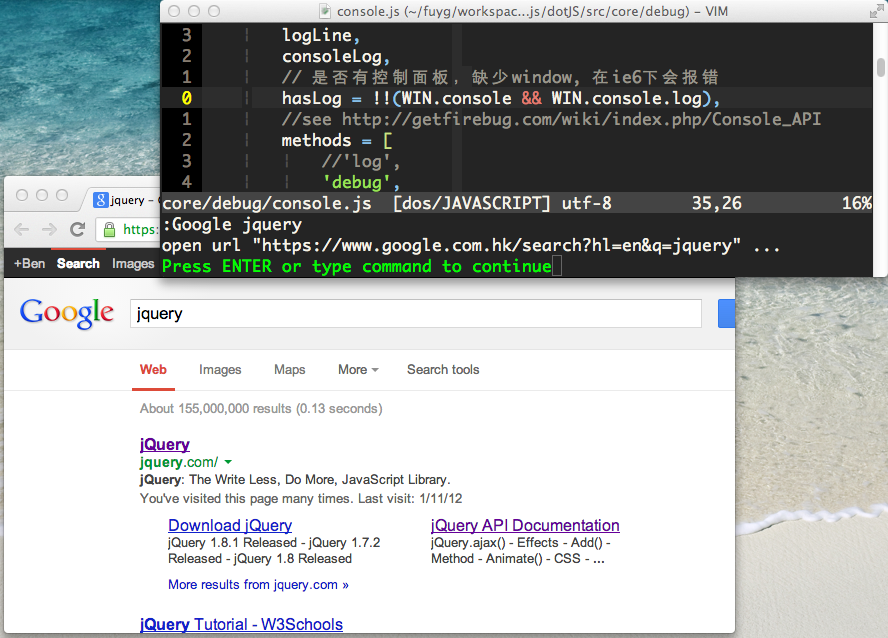 console.js (~/fuyg/workspac...js/dotJS/src/core/debug) – VIM
3 logLine,
2 consoleLog,
1 // 是否有控制面板, 缺少window, 在ie6下会报错
0 hasLog = !!(WIN.console && WIN.console.log),
1 //see http://getfirebug.com/wiki/index.php/Console_API
2 methods = [
3 //'log',
4 'debug',
core/debug/console.js [dos/JAVASCRIPT] utf-8 35,26 16%
:Google jquery
open url "https://www.google.com.hk/search?hl=en&q=jquery" ...
Press ENTER or type command to continue
jquery -
https:
+Ben Search Images
Google jquery
Web Images Maps More Search tools
About 155,000,000 results (0.13 seconds)
jQuery
jquery.com/
jQuery: The Write Less, Do More, JavaScript Library.
You've visited this page many times. Last visit: 1/11/12
Download jQuery
jQuery 1.8.1 Released - jQuery 1.7.2
Released - jQuery 1.8 Released
jQuery API Documentation
jQuery.ajax() - Effects - Add() -
Method - Animate() - CSS - ...
More results from jquery.com »
jQuery Tutorial - W3Schools